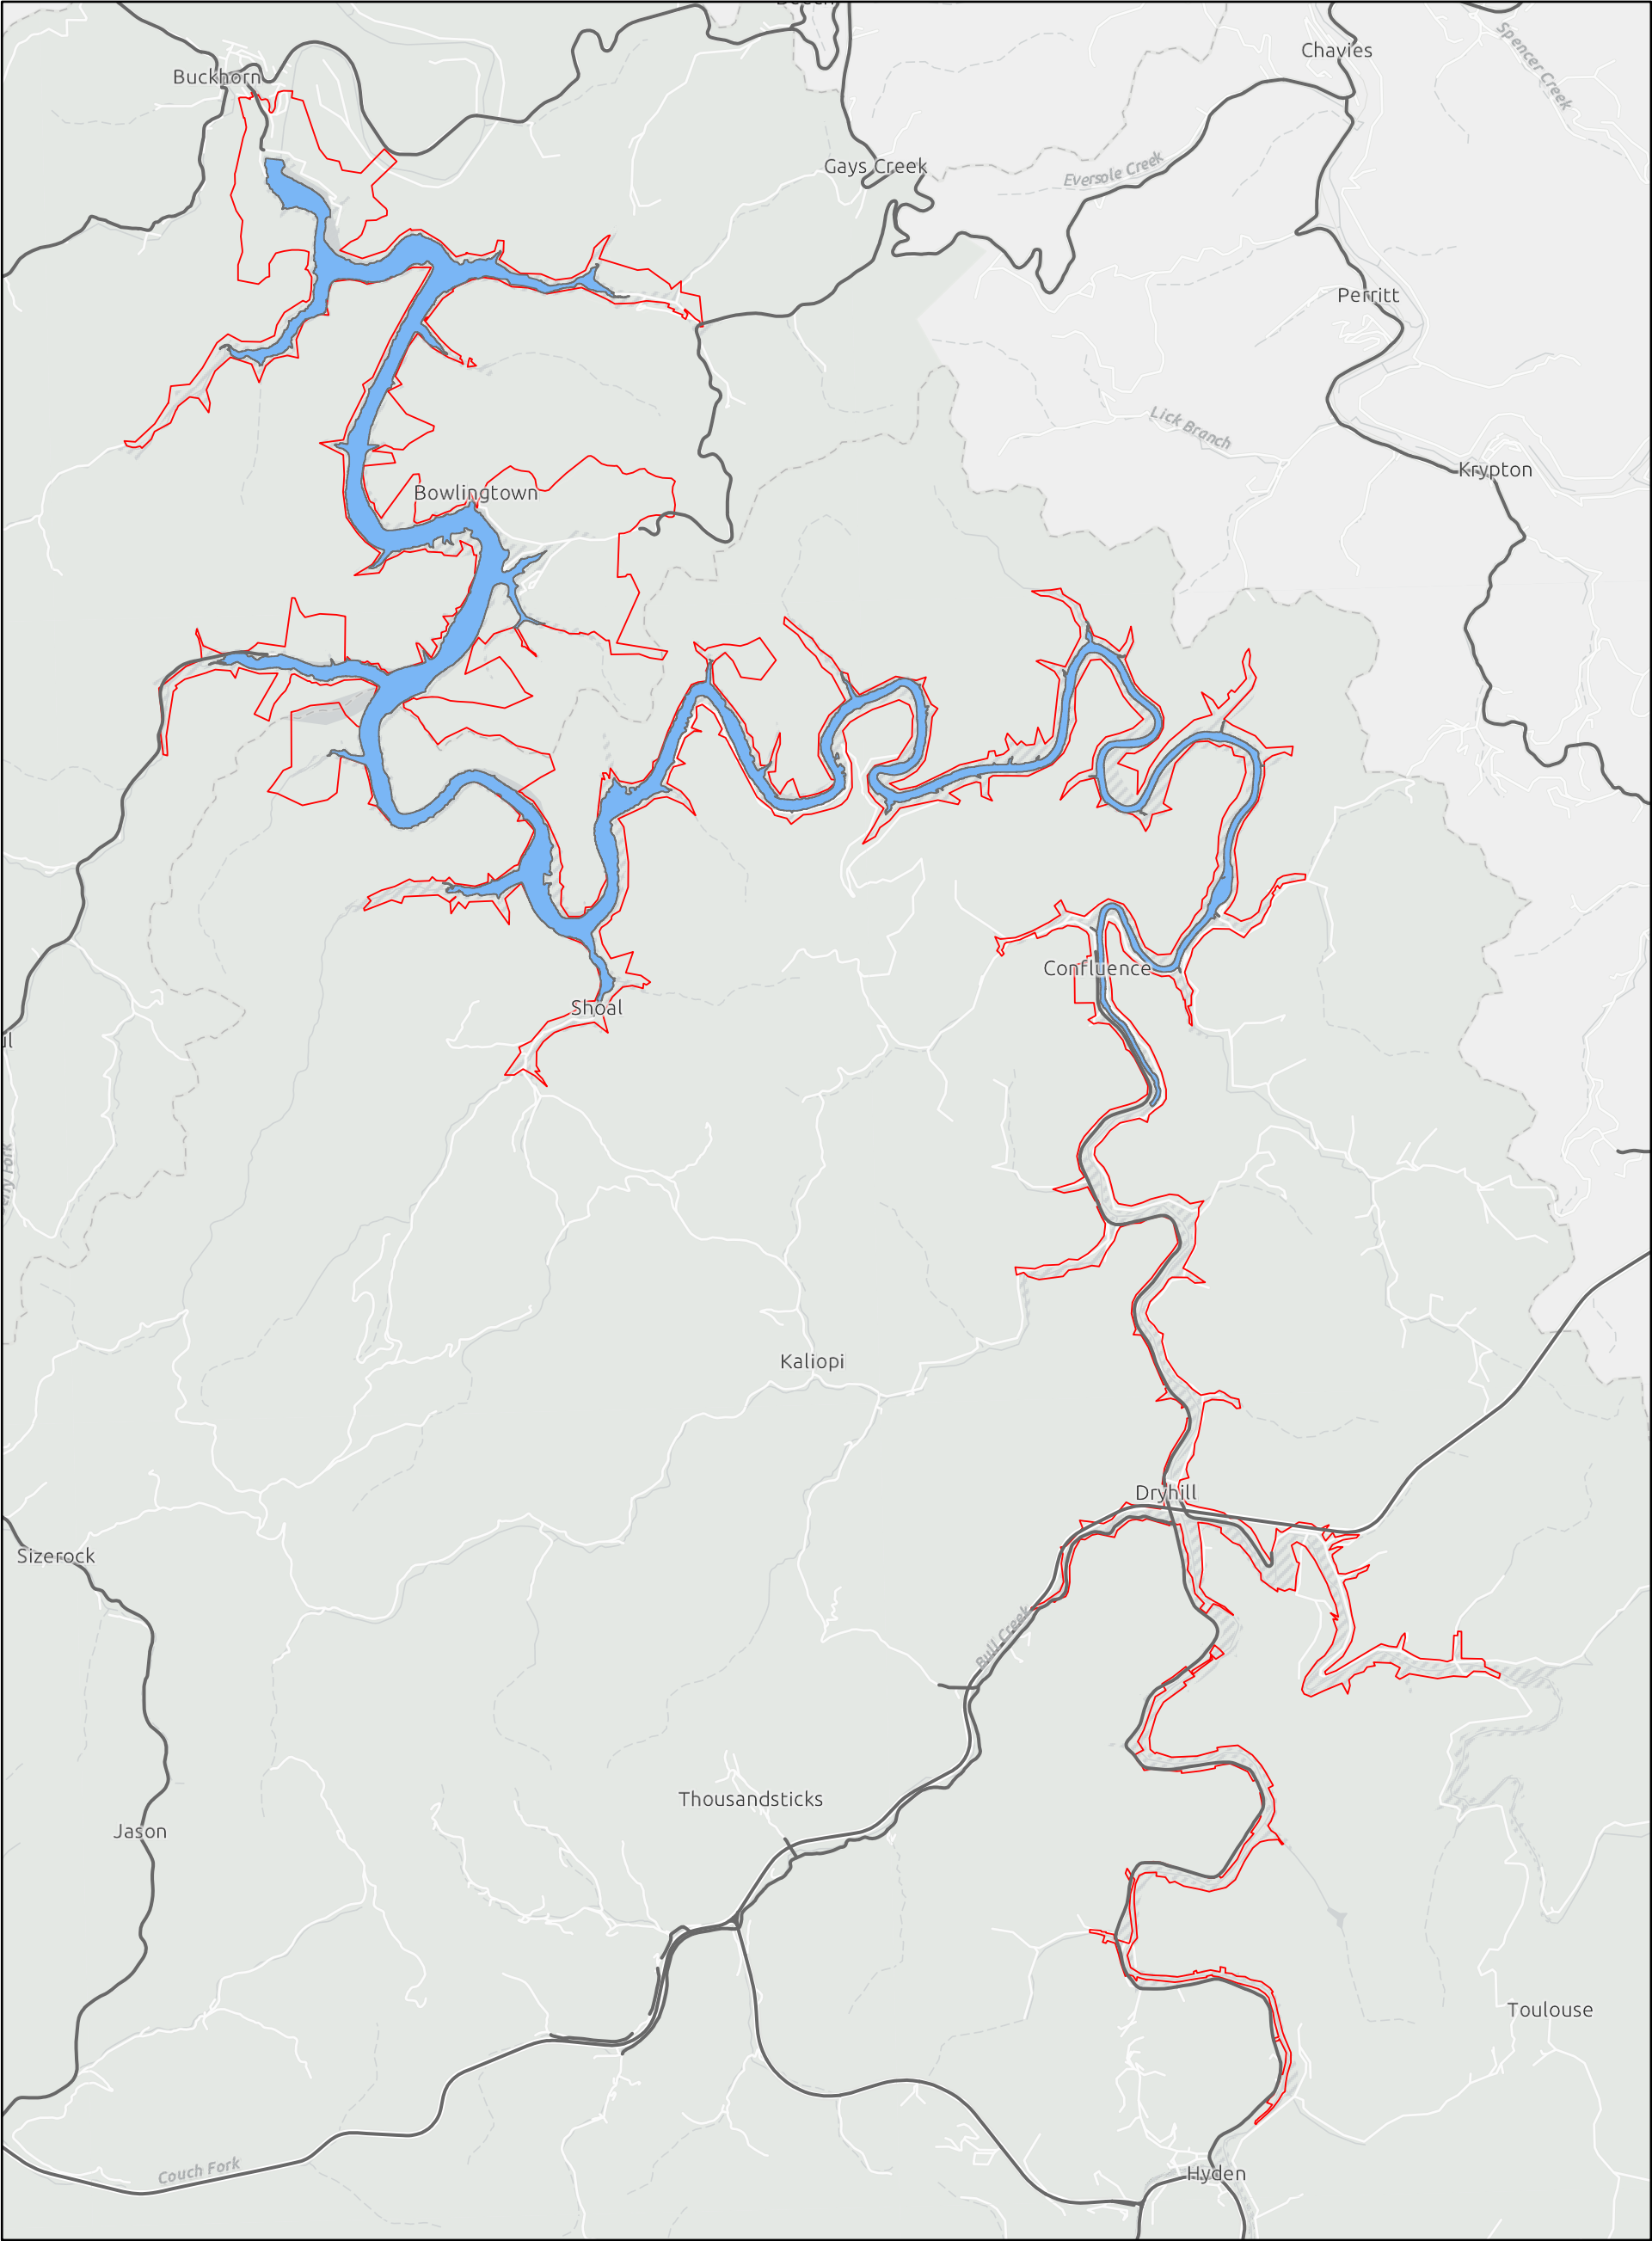 Buckhorn
Chavies
Spencer Creek
Gays Creek
Eversole Creek
Perritt
Lick Branch
Krypton
Bowlingtown
Confluence
Shoal
Kaliopi
Dryhill
Sizerock
Bull Creek
Thousandsticks
Jason
Toulouse
Couch Fork
Hyden